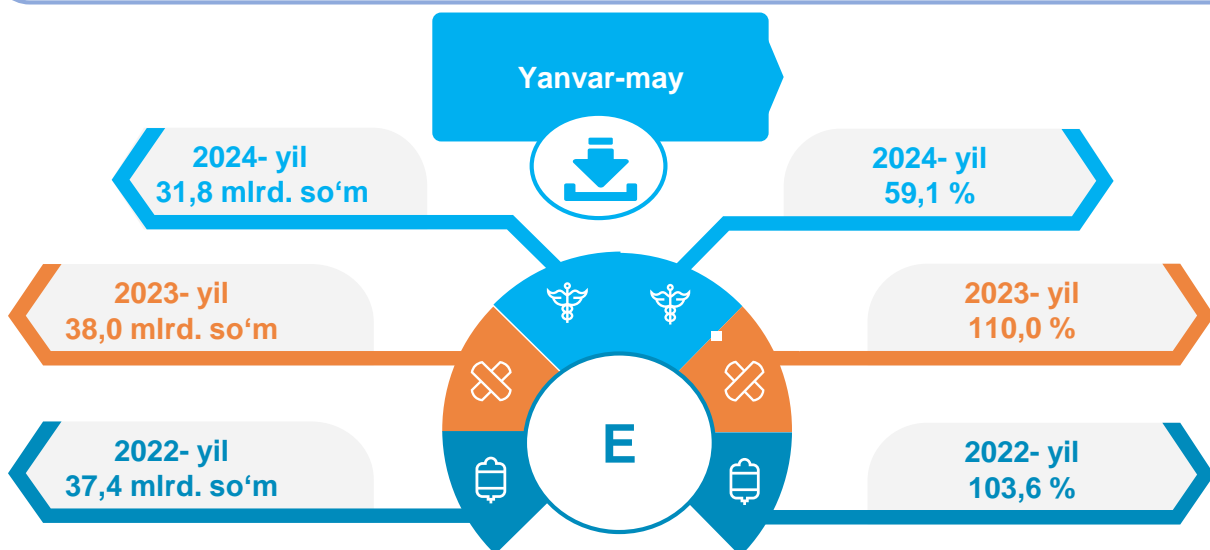 Yanvar-may
2024- yil
31,8 mlrd. so‘m
2024- yil
59,1 %
2023- yil
38,0 mlrd. so‘m
2023- yil
110,0 %
E
2022- yil
37,4 mlrd. so‘m
2022- yil
103,6 %